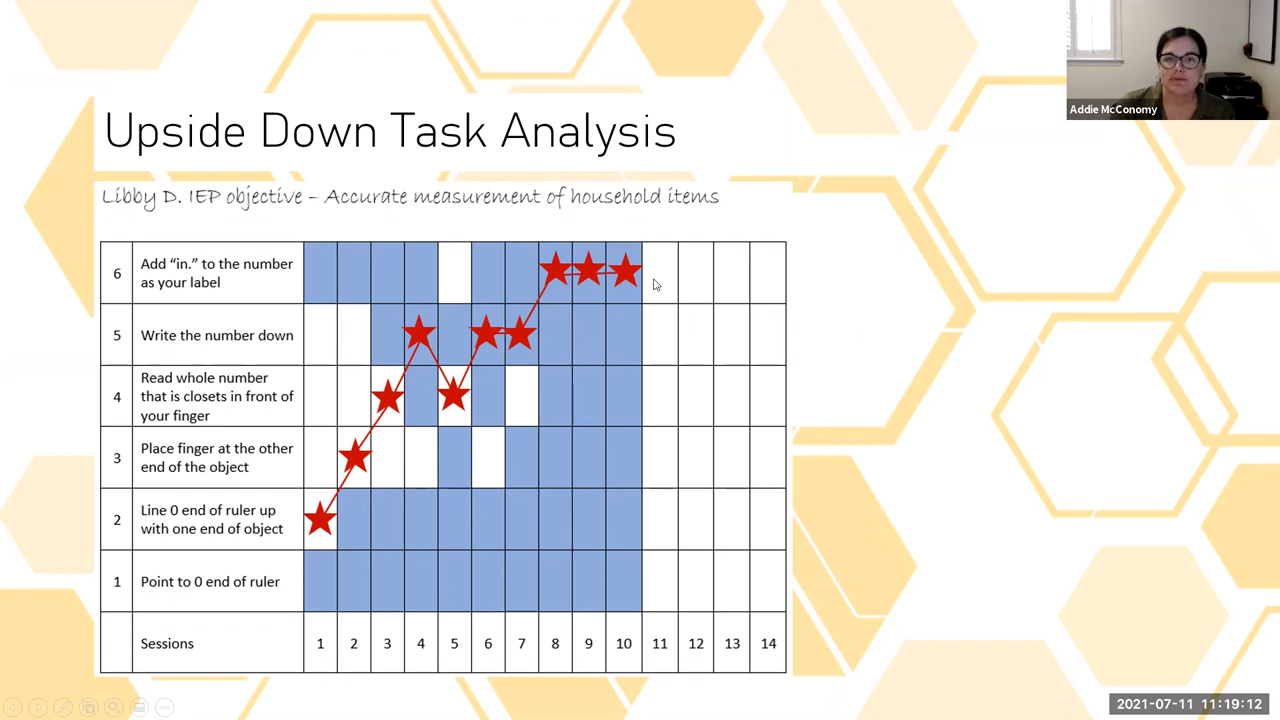 Addie McConomy
Upside Down Task Analysis
Libby D. IEP objective – Accurate measurement of household items
6
Add “in.” to the number
as your label
5
Write the number down
4
Read whole number
that is closets in front of
your finger
3
Place finger at the other
end of the object
2
Line 0 end of ruler up
with one end of object
1
Point to 0 end of ruler
Sessions 1 2 3 4 5 6 7 8 9 10 11 12 13 14
2021-07-11 11:19:12